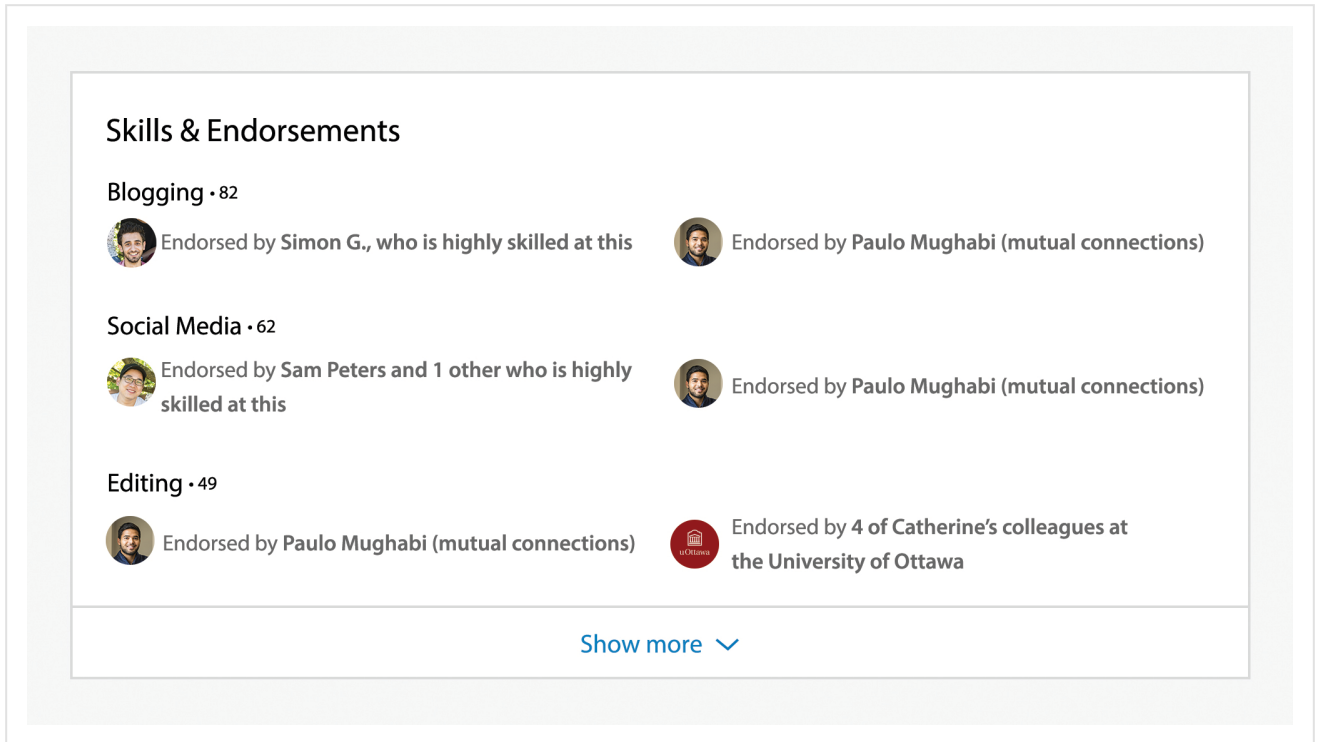 Skills & Endorsements
Blogging • 82
Endorsed by Simon G., who is highly skilled at this
Endorsed by Paulo Mughabi (mutual connections)
Social Media • 62
Endorsed by Sam Peters and 1 other who is highly
skilled at this
Endorsed by Paulo Mughabi (mutual connections)
Editing • 49
Endorsed by Paulo Mughabi (mutual connections)
uOttawa
Endorsed by 4 of Catherine’s colleagues at
the University of Ottawa
Show more